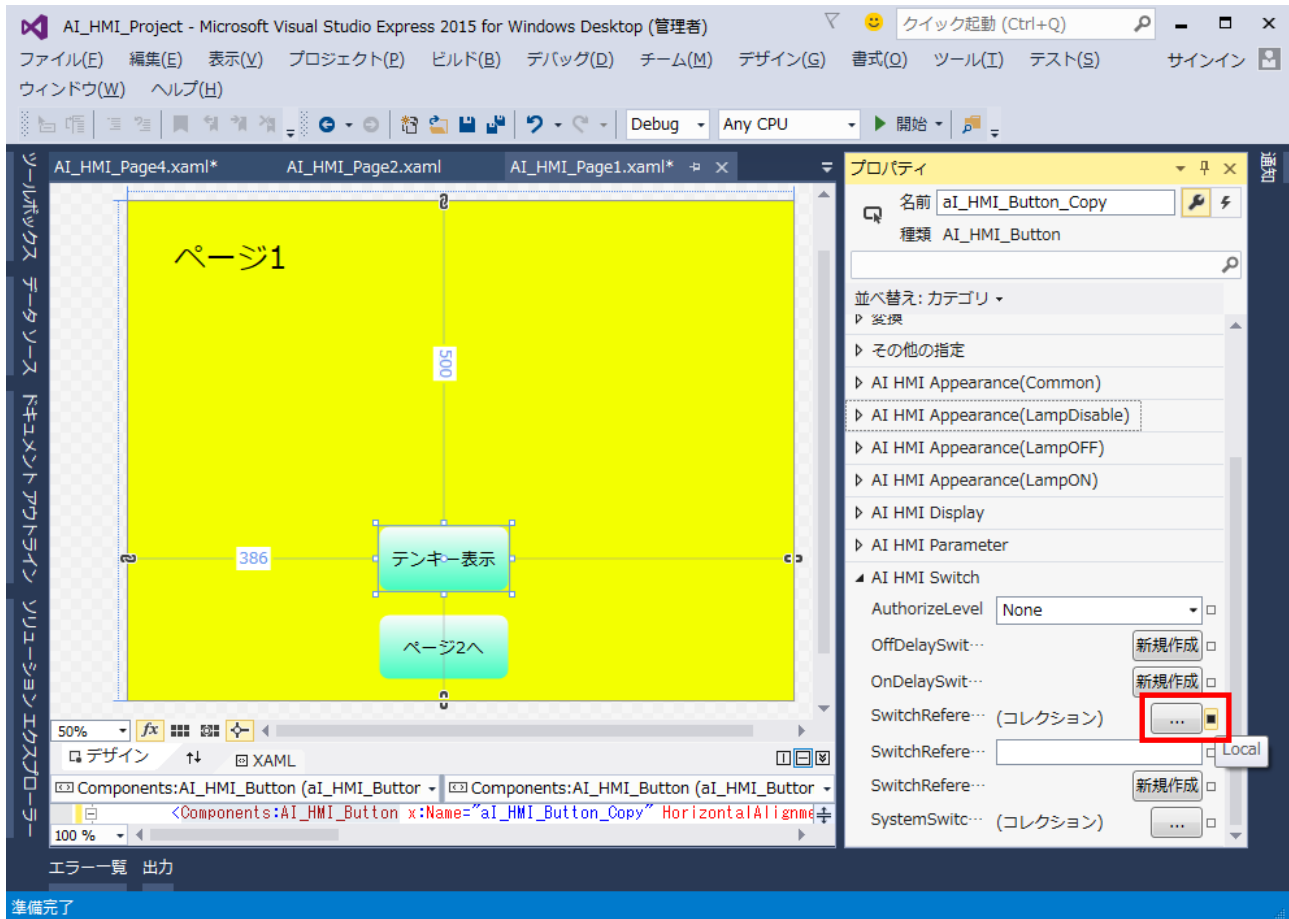 AI_HMI_Project - Microsoft Visual Studio Express 2015 for Windows Desktop (管理者)
クイック起動 (Ctrl+Q)
ファイル(F) 編集(E) 表示(V) プロジェクト(P) ビルド(B) デバッグ(D) チーム(M) デザイン(G) 書式(O) ツール(T) テスト(S) サインイン
ウィンドウ(W) ヘルプ(H)
Debug Any CPU 開始
ツールボックス
データ ソース
ドキュメント アウトライン
ソリューション エクスプローラー
AI_HMI_Page4.xaml* AI_HMI_Page2.xaml AI_HMI_Page1.xaml*
ページ1
500
386
テンキー表示
ページ2へ
50%
fx
デザイン XAML
Components:AI_HMI_Button (aI_HMI_Buttor Components:AI_HMI_Button (aI_HMI_Buttor
<Components:AI_HMI_Button x:Name="aI_HMI_Button_Copy" HorizontalAlignme
100 %
プロパティ
名前 aI_HMI_Button_Copy
種類 AI_HMI_Button
並べ替え: カテゴリ
変換
その他の指定
AI HMI Appearance(Common)
AI HMI Appearance(LampDisable)
AI HMI Appearance(LampOFF)
AI HMI Appearance(LampON)
AI HMI Display
AI HMI Parameter
AI HMI Switch
AuthorizeLevel None
OffDelaySwit… 新規作成
OnDelaySwit… 新規作成
SwitchRefere… (コレクション) ...
SwitchRefere…
Local
SwitchRefere… 新規作成
SystemSwitc… (コレクション) ...
通知
エラー一覧 出力
準備完了